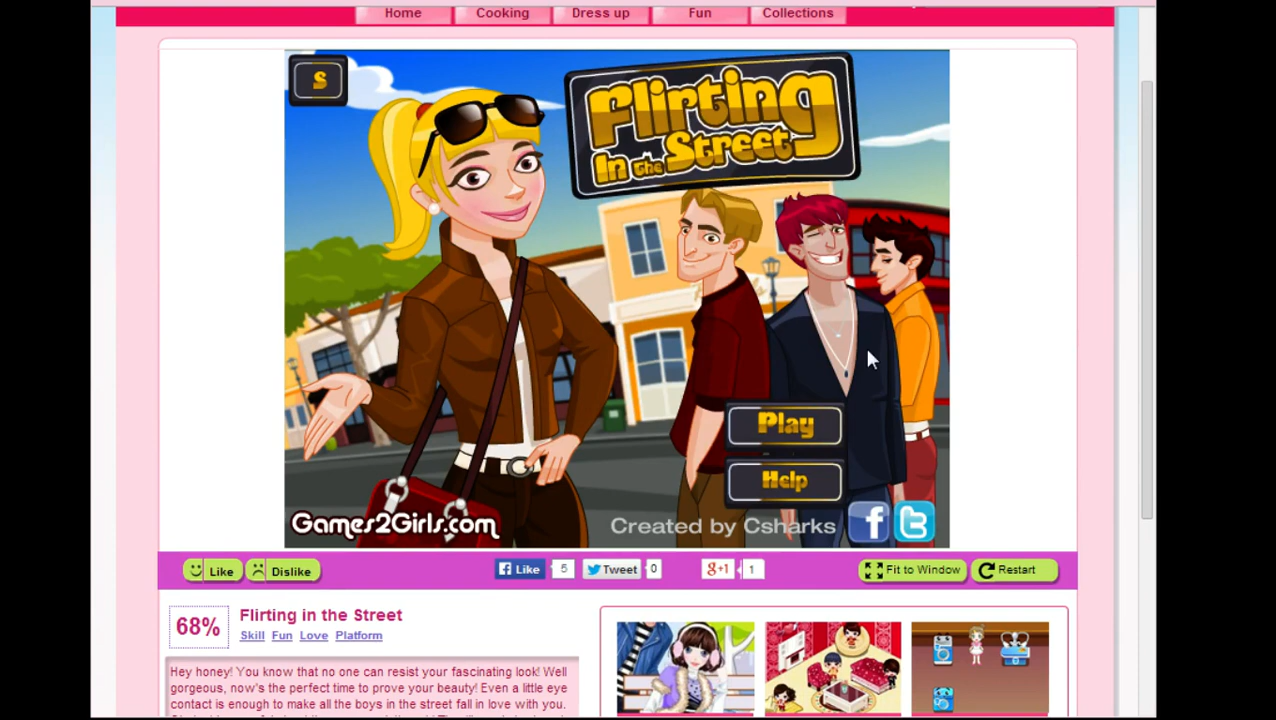 Home Cooking Dress up Fun Collections
S
Flirting
In the Street
Play
Help
Games2Girls.com
Created by Csharks
f t
Like Dislike Like 5 Tweet 0 g+1 1 Fit to Window Restart
68%
Flirting in the Street
Skill Fun Love Platform
Hey honey! You know that no one can resist your fascinating look! Well
gorgeous, now's the perfect time to prove your beauty! Even a little eye
contact is enough to make all the boys in the street fall in love with you.